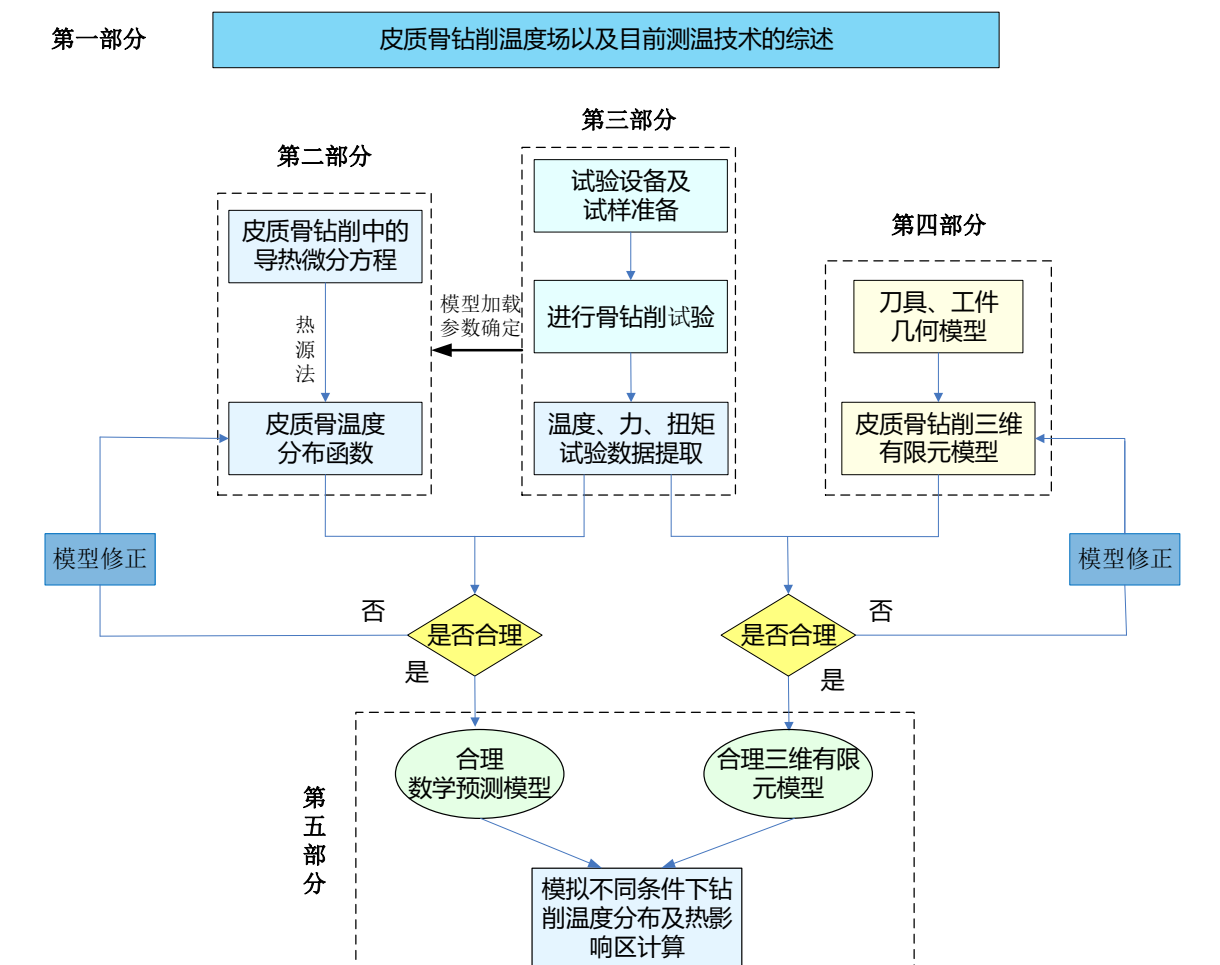 第一部分
皮质骨钻削温度场以及目前测温技术的综述
第二部分
皮质骨钻削中的
导热微分方程
热
源
法
皮质骨温度
分布函数
模型加载
参数确定
第三部分
试验设备及
试样准备
进行骨钻削试验
温度、力、扭矩
试验数据提取
第四部分
刀具、工件
几何模型
皮质骨钻削三维
有限元模型
模型修正
模型修正
否
是否合理
是
否
是否合理
是
第
五
部
分
合理
数学预测模型
合理三维有限
元模型
模拟不同条件下钻
削温度分布及热影
响区计算